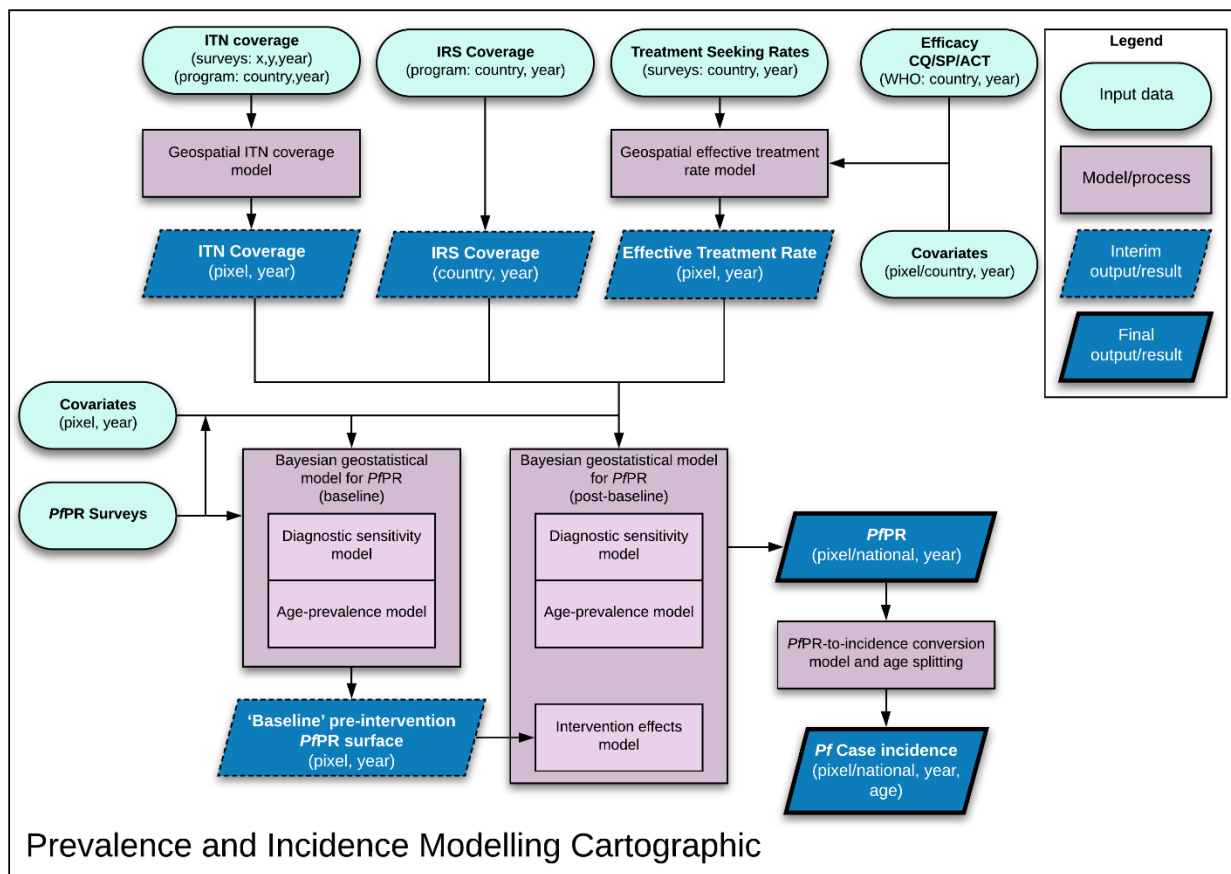 ITN coverage
(surveys: x,y,year)
(program: country,year)
IRS Coverage
(program: country, year)
Treatment Seeking Rates
(surveys: country, year)
Efficacy
CQ/SP/ACT
(WHO: country, year)
Legend
Input data
Model/process
Interim
output/result
Final
output/result
Geospatial ITN coverage
model
Geospatial effective treatment
rate model
ITN Coverage
(pixel, year)
IRS Coverage
(country, year)
Effective Treatment Rate
(pixel, year)
Covariates
(pixel/country, year)
Covariates
(pixel, year)
PfPR Surveys
Bayesian geostatistical
model for PfPR
(baseline)
Diagnostic sensitivity
model
Age-prevalence model
Bayesian geostatistical model
for PfPR
(post-baseline)
Diagnostic sensitivity
model
Age-prevalence model
Intervention effects
model
'Baseline' pre-intervention
PfPR surface
(pixel, year)
PfPR
(pixel/national, year)
PfPR-to-incidence conversion
model and age splitting
Pf Case incidence
(pixel/national, year,
age)
Prevalence and Incidence Modelling Cartographic